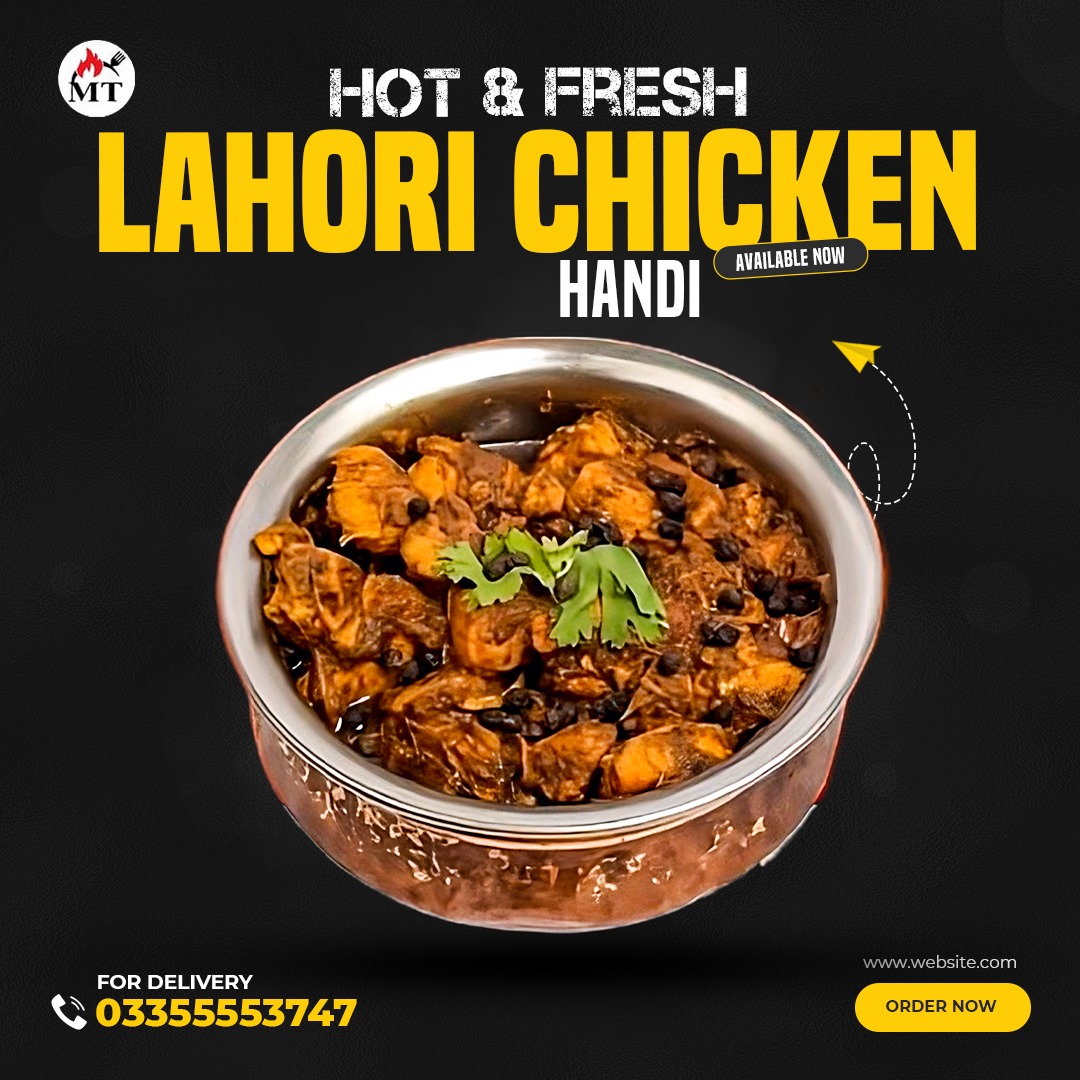 MT
HOT & FRESH
LAHORI CHICKEN
AVAILABLE NOW
HANDI
www.website.com
FOR DELIVERY
03355553747
ORDER NOW